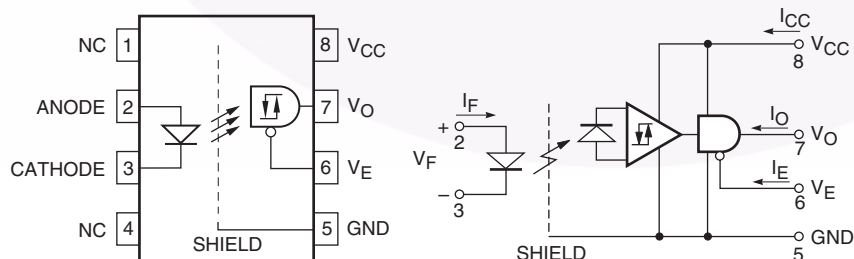 NC 1
8 VCC
ANODE 2
7 VO
CATHODE 3
6 VE
NC 4
5 GND
SHIELD
ICC
VCC
8
IF
+
2
VF
–
3
IO
VO
7
IE
VE
6
GND
5
SHIELD